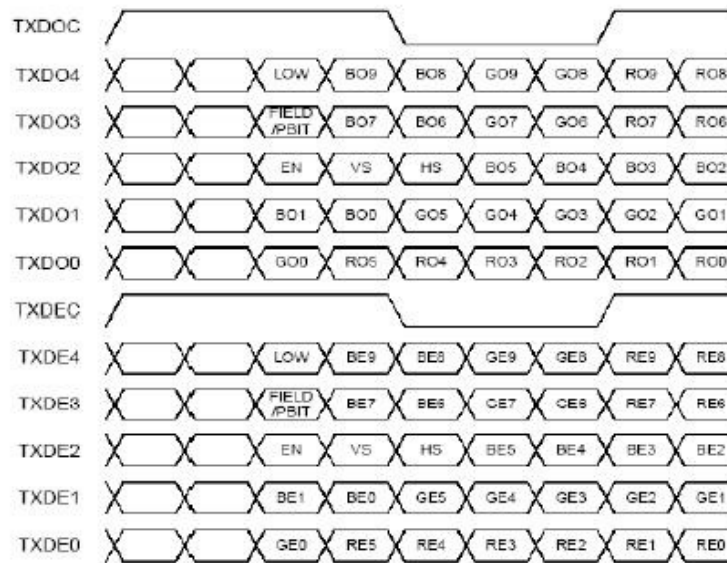 TXDOC
TXDO4 LOW BO9 BO8 GO9 GO8 RO9 RO8
TXDO3 FIELD /PBIT BO7 BO6 GO7 GO6 RO7 RO6
TXDO2 EN VS HS BO5 BO4 BO3 BO2
TXDO1 BO1 BO0 GO5 GO4 GO3 GO2 GO1
TXDO0 GO0 RO5 RO4 RO3 RO2 RO1 RO0
TXDEC
TXDE4 LOW BE9 BE8 GE9 GE8 RE9 RE8
TXDE3 FIELD /PBIT BE7 BE6 GE7 GE6 RE7 RE6
TXDE2 EN VS HS BE5 BE4 BE3 BE2
TXDE1 BE1 BE0 GE5 GE4 GE3 GE2 GE1
TXDE0 GE0 RE5 RE4 RE3 RE2 RE1 RE0